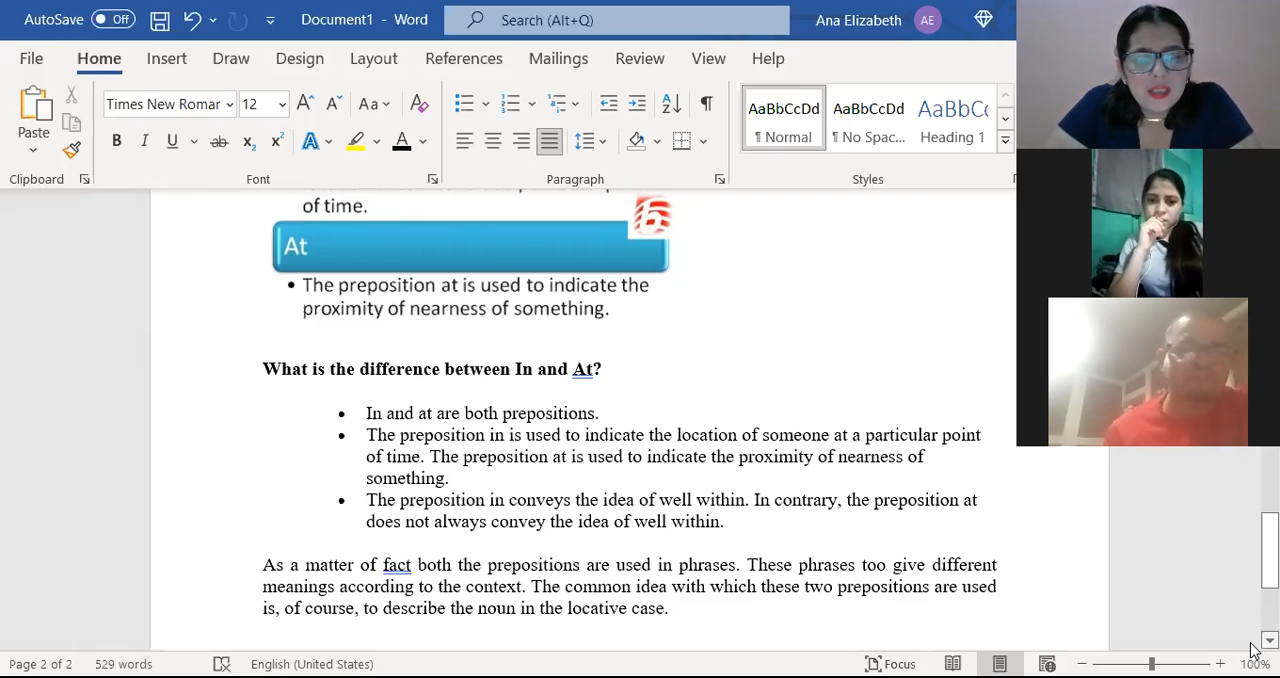 AutoSave Off Document1 - Word Search (Alt+Q) Ana Elizabeth AE
File Home Insert Draw Design Layout References Mailings Review View Help
Times New Romar 12 Aa A
Paste B I U ab x2 x2 A A
AaBbCcDd AaBbCcDd AaBbCc
¶ Normal ¶ No Spac... Heading 1
Clipboard Font Paragraph Styles
of time.
At
• The preposition at is used to indicate the
proximity of nearness of something.
What is the difference between In and At?
• In and at are both prepositions.
• The preposition in is used to indicate the location of someone at a particular point
of time. The preposition at is used to indicate the proximity of nearness of
something.
• The preposition in conveys the idea of well within. In contrary, the preposition at
does not always convey the idea of well within.
As a matter of fact both the prepositions are used in phrases. These phrases too give different
meanings according to the context. The common idea with which these two prepositions are used
is, of course, to describe the noun in the locative case.
Page 2 of 2 529 words English (United States) Focus 100%